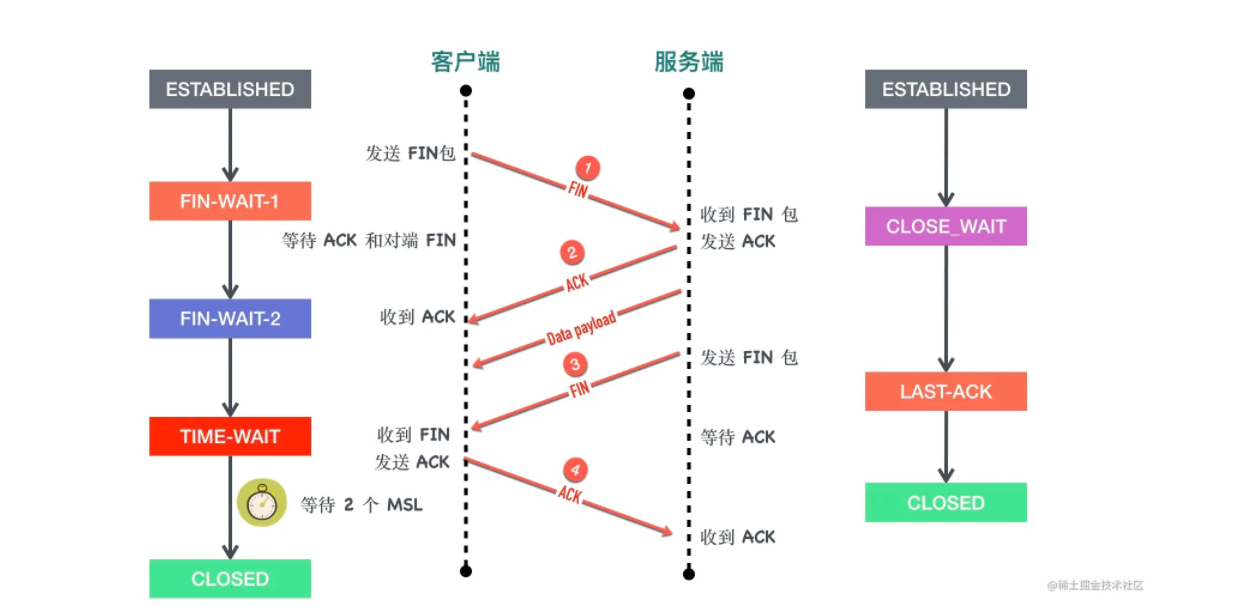 客户端
服务端
ESTABLISHED
ESTABLISHED
发送 FIN包
1
FIN
FIN-WAIT-1
收到 FIN 包
CLOSE_WAIT
等待 ACK 和对端 FIN
发送 ACK
2
ACK
FIN-WAIT-2
收到 ACK
Data payload
发送 FIN 包
3
FIN
LAST-ACK
TIME-WAIT
收到 FIN
等待 ACK
发送 ACK
4
ACK
等待 2 个 MSL
CLOSED
收到 ACK
CLOSED
@稀土掘金技术社区